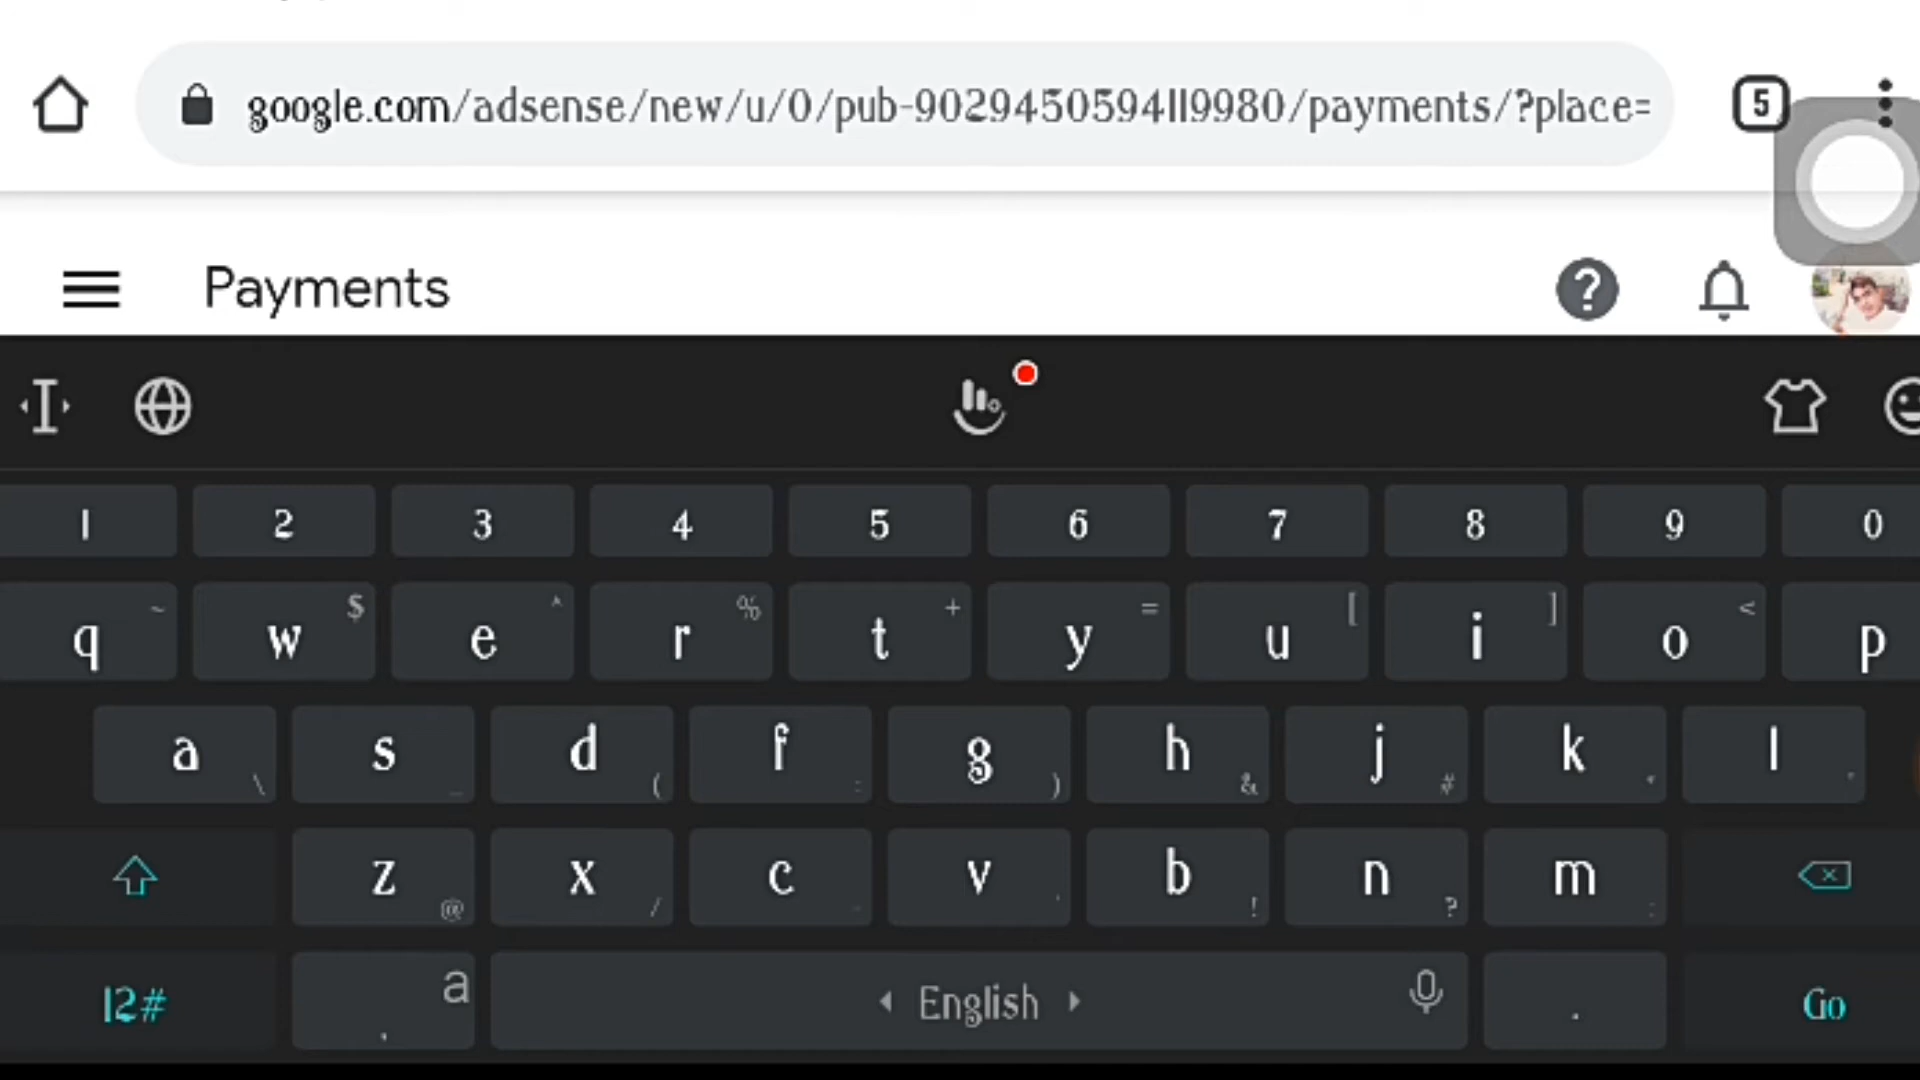 google.com/adsense/new/u/0/pub-9029450594119980/payments/?place=
5
Payments
1 2 3 4 5 6 7 8 9 0
~ $ ^ % + = [ ] <
q w e r t y u i o p
a s d f g h j k l
\ _ ( : ) & #
z x c v b n m
@ / - ! ? :
12# , a English . Go